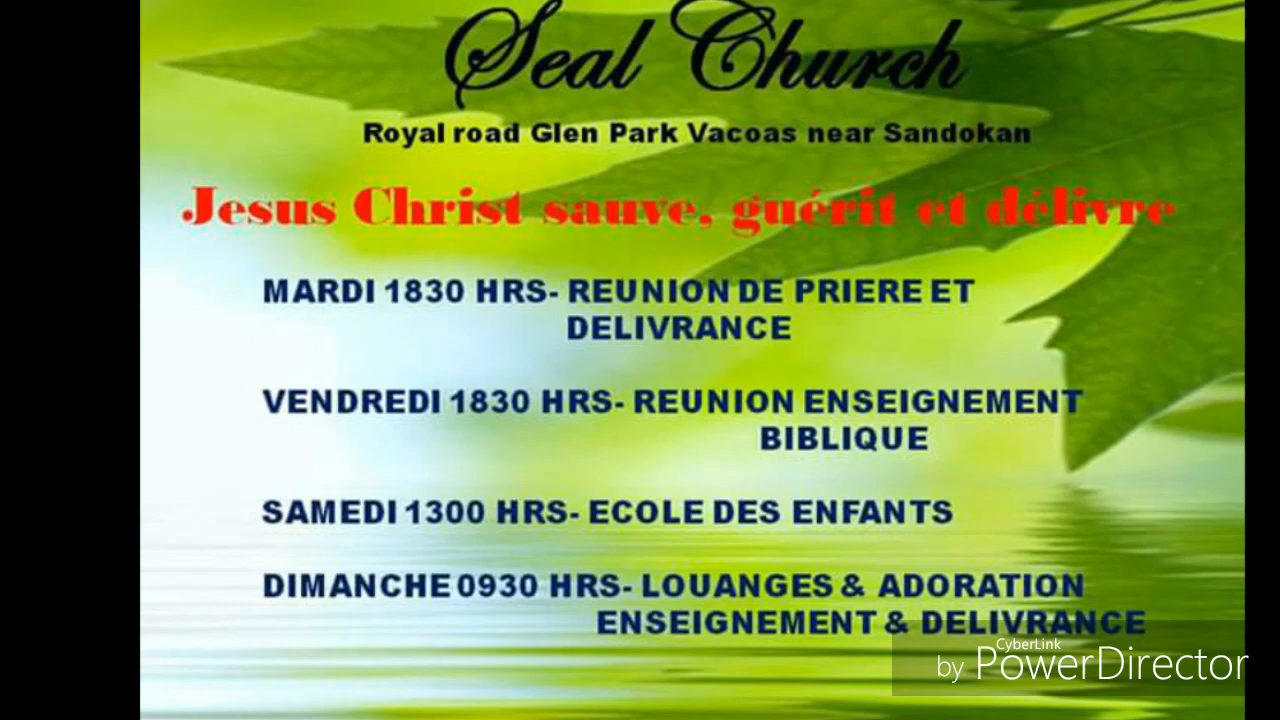 Seal Church
Royal road Glen Park Vacoas near Sandokan
Jesus Christ sauve, guérit et délivre
MARDI 1830 HRS- REUNION DE PRIERE ET
DELIVRANCE
VENDREDI 1830 HRS- REUNION ENSEIGNEMENT
BIBLIQUE
SAMEDI 1300 HRS- ECOLE DES ENFANTS
DIMANCHE 0930 HRS- LOUANGES & ADORATION
ENSEIGNEMENT & DELIVRANCE
CyberLink
by PowerDirector